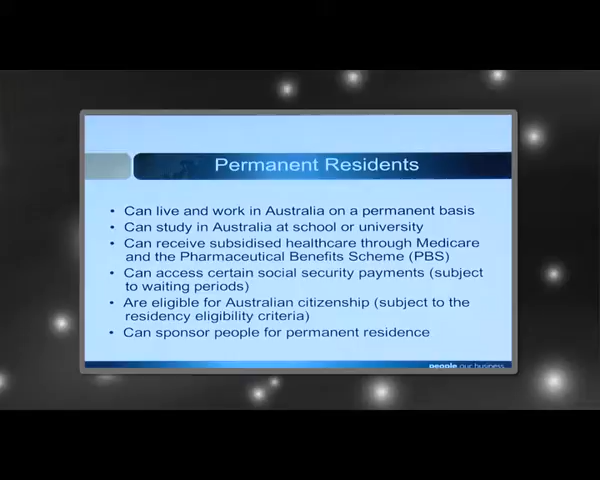 Permanent Residents
• Can live and work in Australia on a permanent basis
• Can study in Australia at school or university
• Can receive subsidised healthcare through Medicare
and the Pharmaceutical Benefits Scheme (PBS)
• Can access certain social security payments (subject
to waiting periods)
• Are eligible for Australian citizenship (subject to the
residency eligibility criteria)
• Can sponsor people for permanent residence
people our business